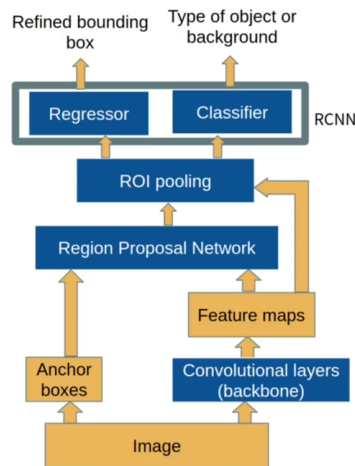 Refined bounding
box
Type of object or
background
Regressor
Classifier
RCNN
ROI pooling
Region Proposal Network
Feature maps
Anchor
boxes
Convolutional layers
(backbone)
Image